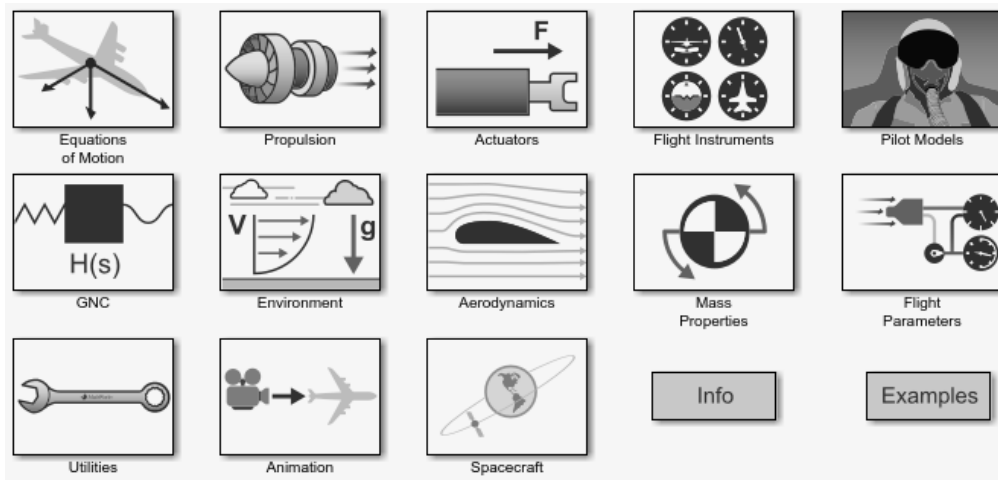 F
Equations
of Motion
Propulsion
Actuators
Flight Instruments
Pilot Models
H(s)
V
g
GNC
Environment
Aerodynamics
Mass
Properties
Flight
Parameters
Info
Examples
Utilities
Animation
Spacecraft